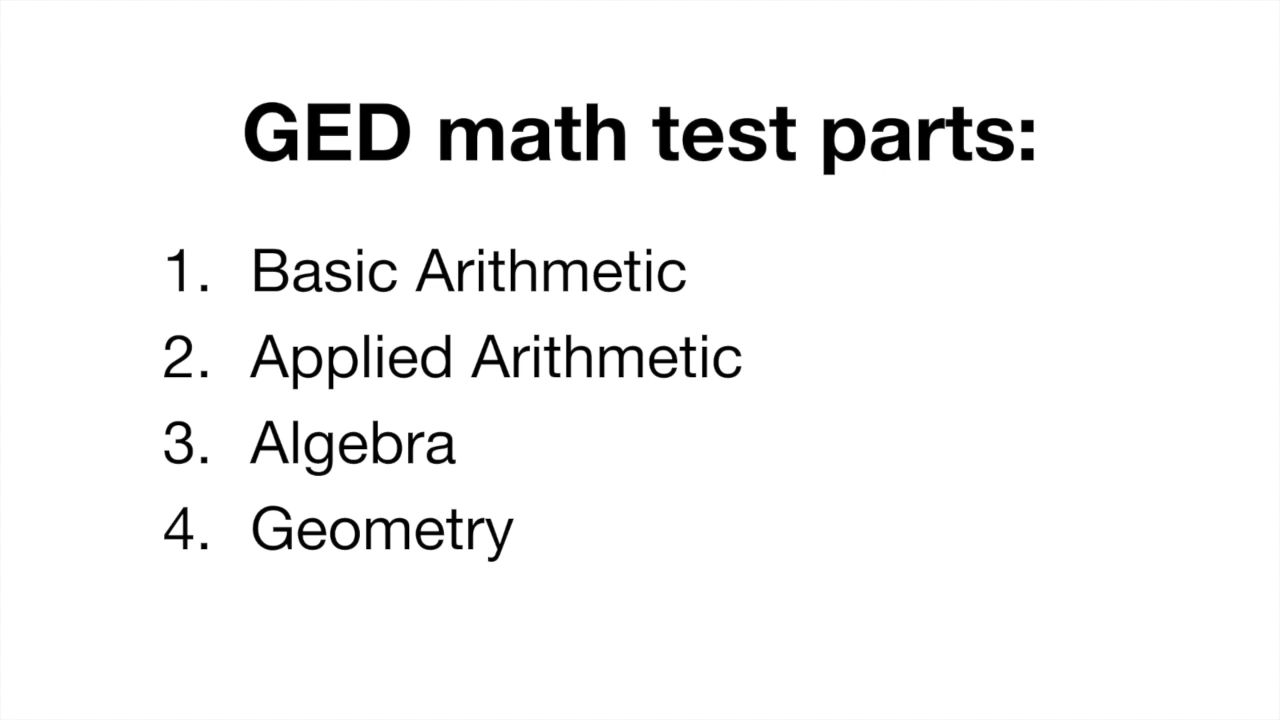 GED math test parts:
1. Basic Arithmetic
2. Applied Arithmetic
3. Algebra
4. Geometry